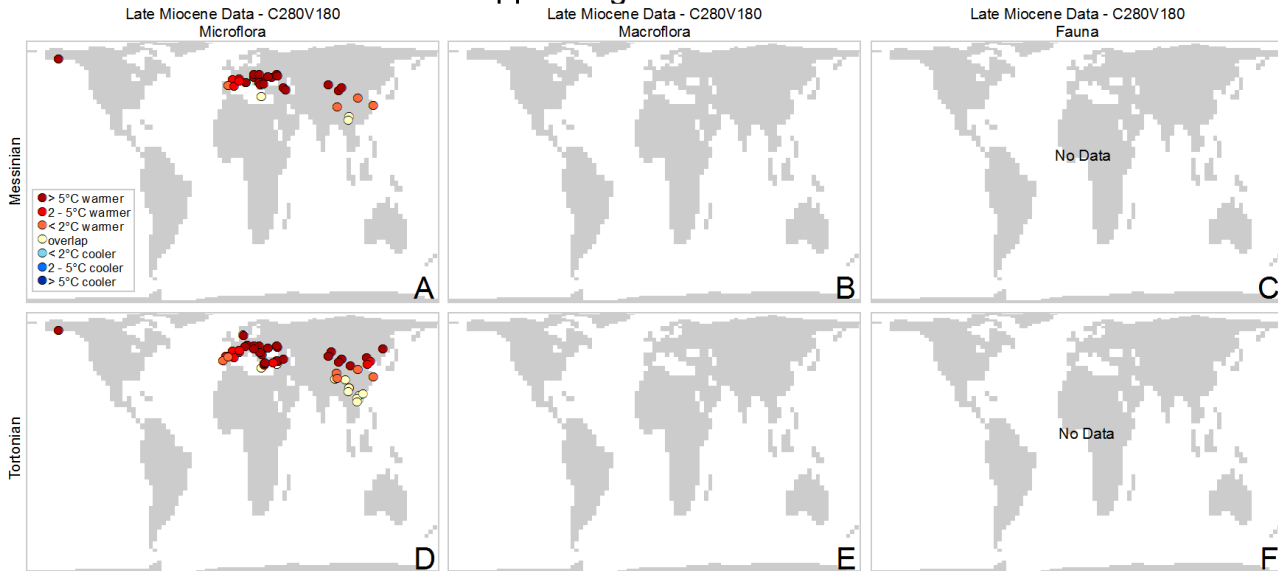 Late Miocene Data - C280V180
Microflora
Late Miocene Data - C280V180
Macroflora
Late Miocene Data - C280V180
Fauna
Messinian
> 5°C warmer
2 - 5°C warmer
< 2°C warmer
overlap
< 2°C cooler
2 - 5°C cooler
> 5°C cooler
A
B
No Data
C
Tortonian
D
E
No Data
F